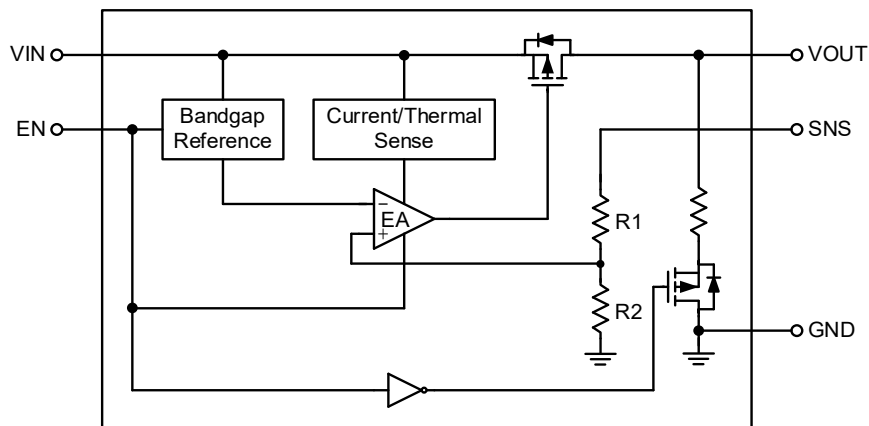 VIN
VOUT
EN
Bandgap
Reference
Current/Thermal
Sense
SNS
−
EA
+
R1
R2
GND